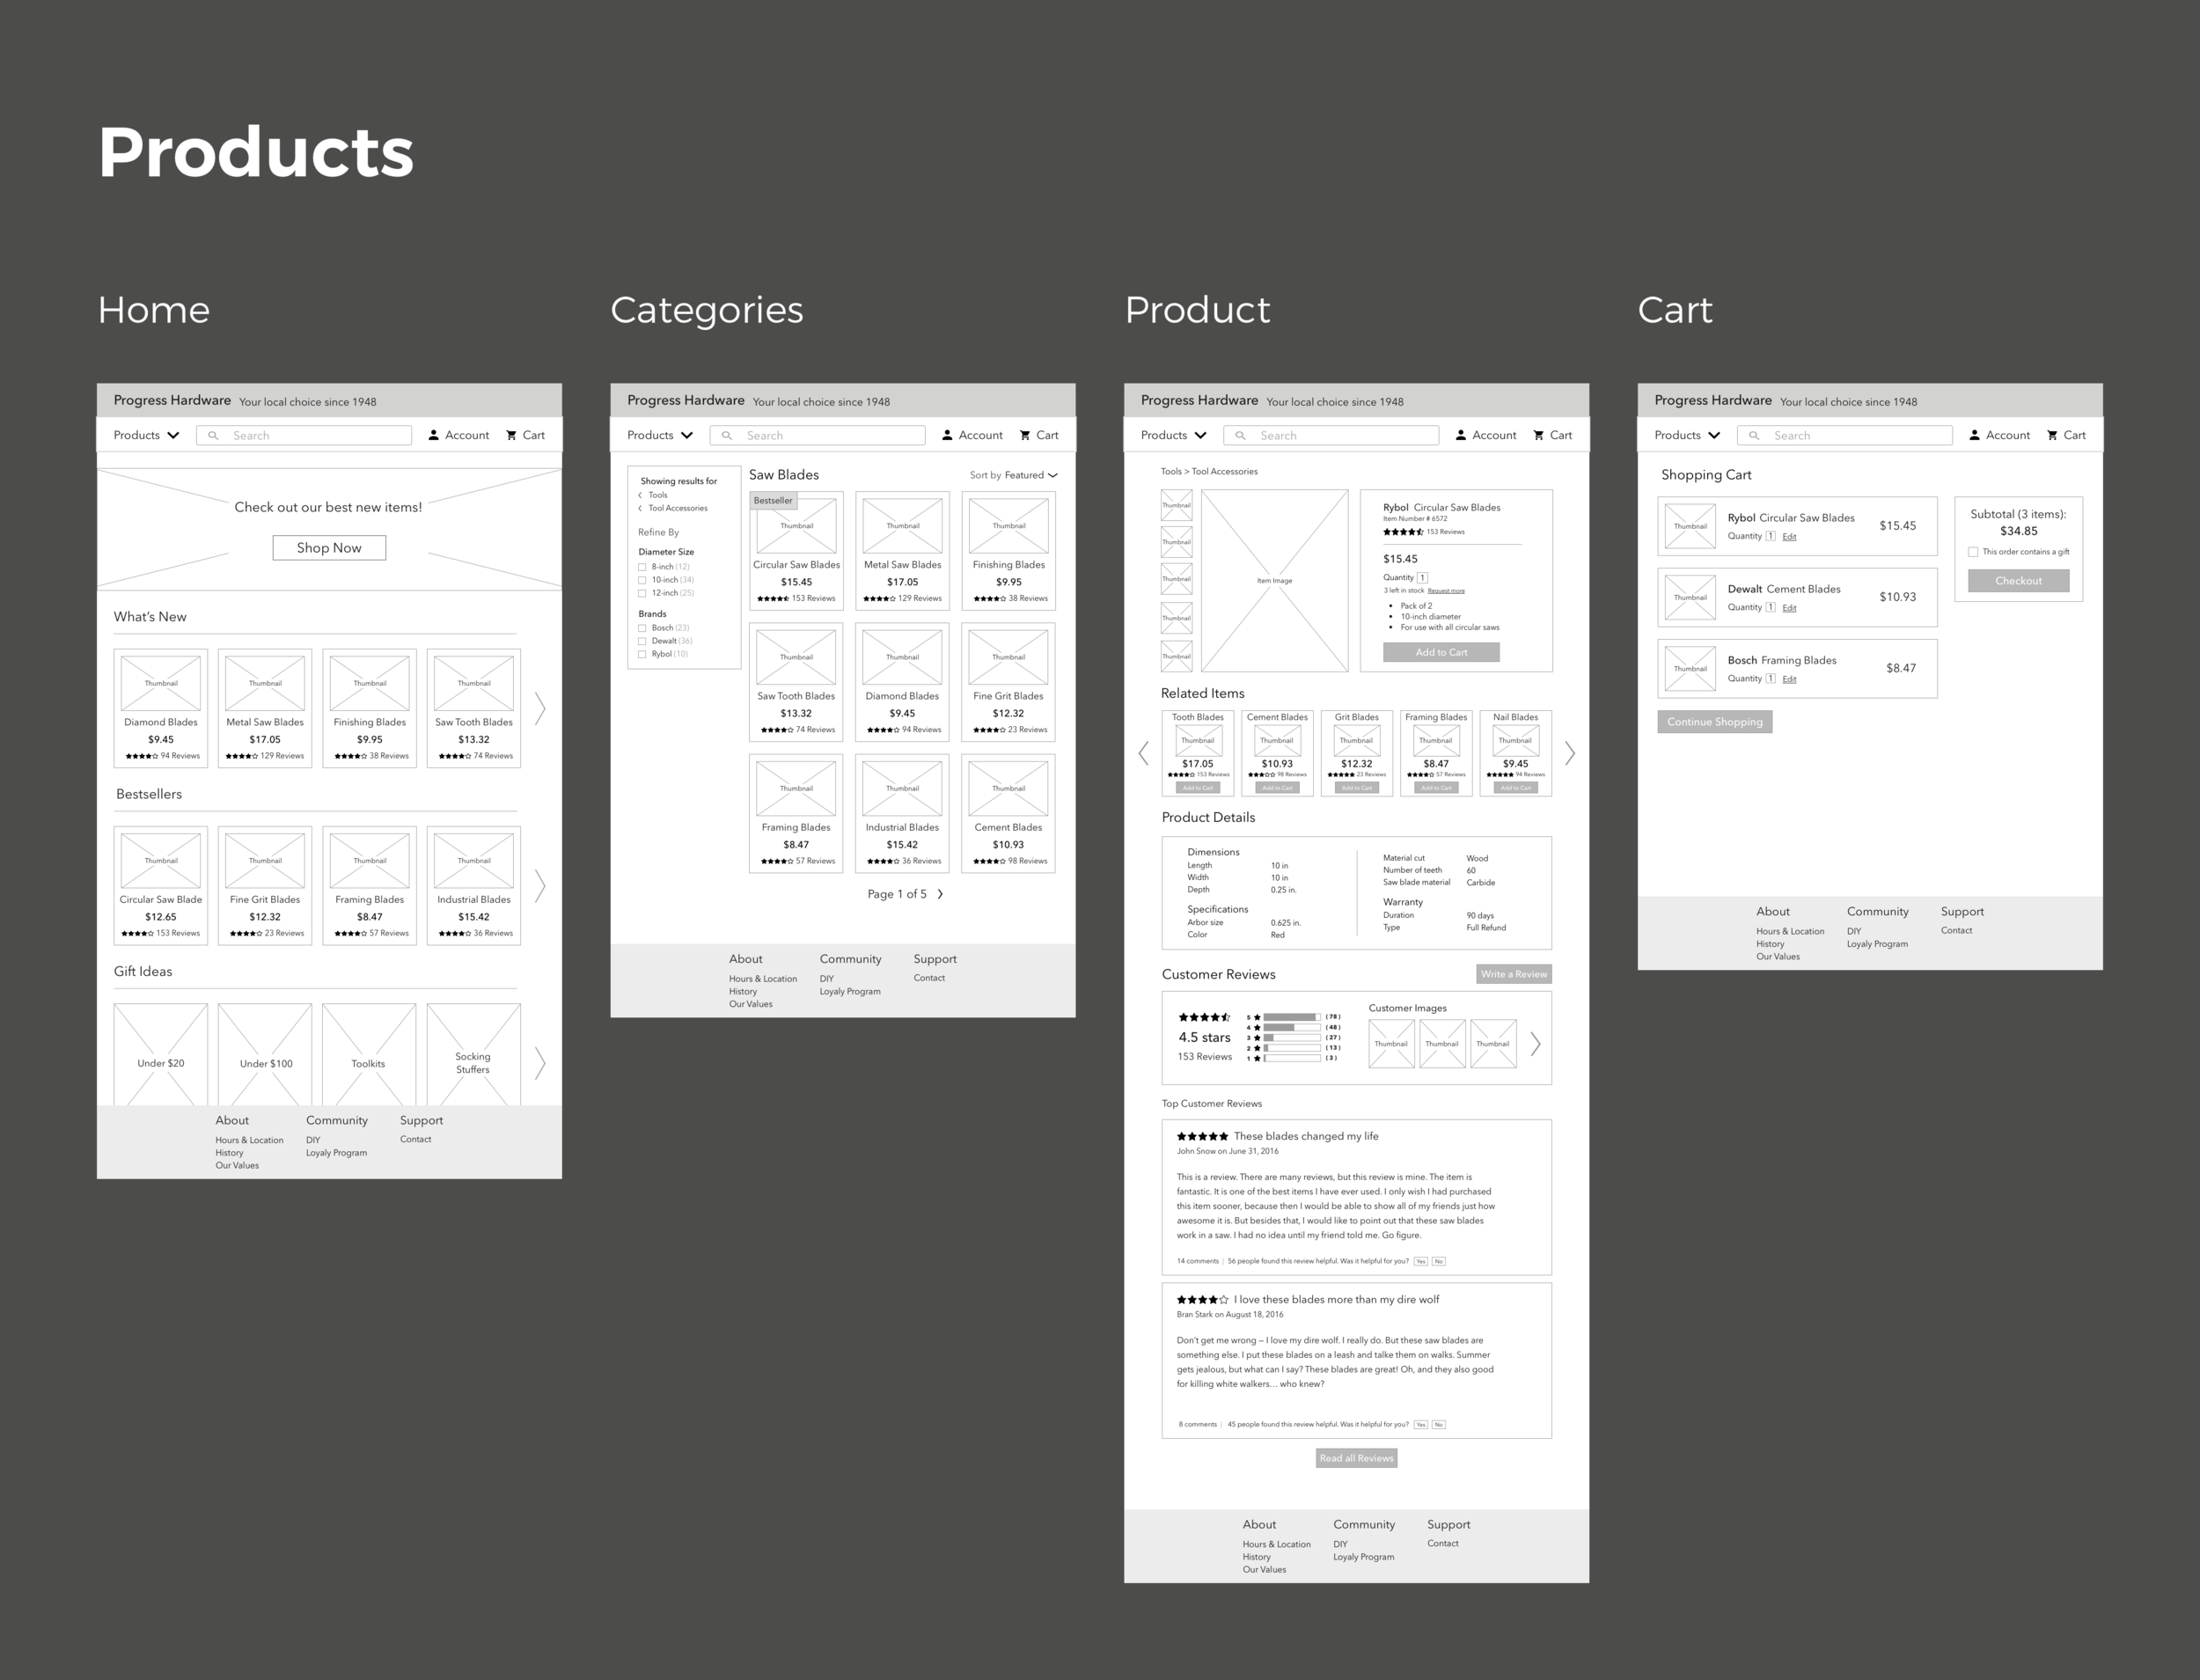 Products
Home
Progress Hardware Your local choice since 1948
Products Search Account Cart
Check out our best new items!
Shop Now
What's New
Thumbnail Thumbnail Thumbnail Thumbnail
Diamond Blades Metal Saw Blades Finishing Blades Saw Tooth Blades
$9.45 $17.05 $9.95 $13.32
94 Reviews 129 Reviews 38 Reviews 74 Reviews
Bestsellers
Thumbnail Thumbnail Thumbnail Thumbnail
Circular Saw Blade Fine Grit Blades Framing Blades Industrial Blades
$12.65 $12.32 $8.47 $15.42
153 Reviews 23 Reviews 57 Reviews 36 Reviews
Gift Ideas
Under $20 Under $100 Toolkits Socking
Stuffers
About Community Support
Hours & Location DIY Contact
History Loyaly Program
Our Values
Categories
Progress Hardware Your local choice since 1948
Products Search Account Cart
Showing results for
Tools
Tool Accessories
Refine By
Diameter Size
8-inch (12)
10-inch (34)
12-inch (25)
Brands
Bosch (23)
Dewalt (36)
Rybol (10)
Saw Blades Sort by Featured
Bestseller
Thumbnail Thumbnail Thumbnail
Circular Saw Blades Metal Saw Blades Finishing Blades
$15.45 $17.05 $9.95
153 Reviews 129 Reviews 38 Reviews
Thumbnail Thumbnail Thumbnail
Saw Tooth Blades Diamond Blades Fine Grit Blades
$13.32 $9.45 $12.32
74 Reviews 94 Reviews 23 Reviews
Thumbnail Thumbnail Thumbnail
Framing Blades Industrial Blades Cement Blades
$8.47 $15.42 $10.93
57 Reviews 36 Reviews 98 Reviews
Page 1 of 5
About Community Support
Hours & Location DIY Contact
History Loyaly Program
Our Values
Product
Progress Hardware Your local choice since 1948
Products Search Account Cart
Tools > Tool Accessories
Thumbnail
Thumbnail
Thumbnail
Thumbnail
Thumbnail
Item Image
Rybol Circular Saw Blades
Item Number # 6572
153 Reviews
$15.45
Quantity 1
3 left in stock Request more
• Pack of 2
• 10-inch diameter
• For use with all circular saws
Add to Cart
Related Items
Tooth Blades Cement Blades Grit Blades Framing Blades Nail Blades
Thumbnail Thumbnail Thumbnail Thumbnail Thumbnail
$17.05 $10.93 $12.32 $8.47 $9.45
153 Reviews 98 Reviews 23 Reviews 57 Reviews 94 Reviews
Add to Cart Add to Cart Add to Cart Add to Cart Add to Cart
Product Details
Dimensions
Length 10 in
Width 10 in
Depth 0.25 in.
Specifications
Arbor size 0.625 in.
Color Red
Material cut Wood
Number of teeth 60
Saw blade material Carbide
Warranty
Duration 90 days
Type Full Refund
Customer Reviews Write a Review
4.5 stars
153 Reviews
5 (78)
4 (48)
3 (27)
2 (13)
1 (3)
Customer Images
Thumbnail Thumbnail Thumbnail
Top Customer Reviews
These blades changed my life
John Snow on June 31, 2016
This is a review. There are many reviews, but this review is mine. The item is
fantastic. It is one of the best items I have ever used. I only wish I had purchased
this item sooner, because then I would be able to show all of my friends just how
awesome it is. But besides that, I would like to point out that these saw blades
work in a saw. I had no idea until my friend told me. Go figure.
14 comments | 56 people found this review helpful. Was it helpful for you? Yes No
I love these blades more than my dire wolf
Bran Stark on August 18, 2016
Don't get me wrong – I love my dire wolf. I really do. But these saw blades are
something else. I put these blades on a leash and talke them on walks. Summer
gets jealous, but what can I say? These blades are great! Oh, and they also good
for killing white walkers... who knew?
8 comments | 45 people found this review helpful. Was it helpful for you? Yes No
Read all Reviews
About Community Support
Hours & Location DIY Contact
History Loyaly Program
Our Values
Cart
Progress Hardware Your local choice since 1948
Products Search Account Cart
Shopping Cart
Thumbnail
Rybol Circular Saw Blades $15.45
Quantity 1 Edit
Thumbnail
Dewalt Cement Blades $10.93
Quantity 1 Edit
Thumbnail
Bosch Framing Blades $8.47
Quantity 1 Edit
Continue Shopping
Subtotal (3 items):
$34.85
This order contains a gift
Checkout
About Community Support
Hours & Location DIY Contact
History Loyaly Program
Our Values